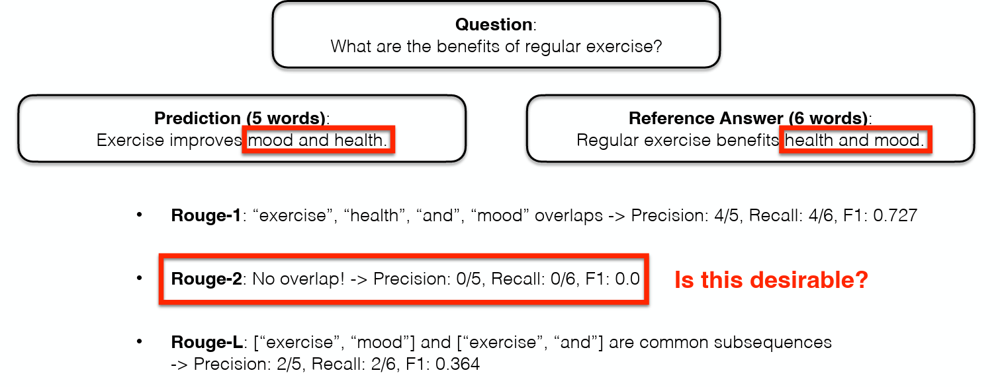 Question:
What are the benefits of regular exercise?
Prediction (5 words):
Exercise improves mood and health.
Reference Answer (6 words):
Regular exercise benefits health and mood.
• Rouge-1: “exercise”, “health”, “and”, “mood” overlaps -> Precision: 4/5, Recall: 4/6, F1: 0.727
• Rouge-2: No overlap! -> Precision: 0/5, Recall: 0/6, F1: 0.0
Is this desirable?
• Rouge-L: [“exercise”, “mood”] and [“exercise”, “and”] are common subsequences
-> Precision: 2/5, Recall: 2/6, F1: 0.364